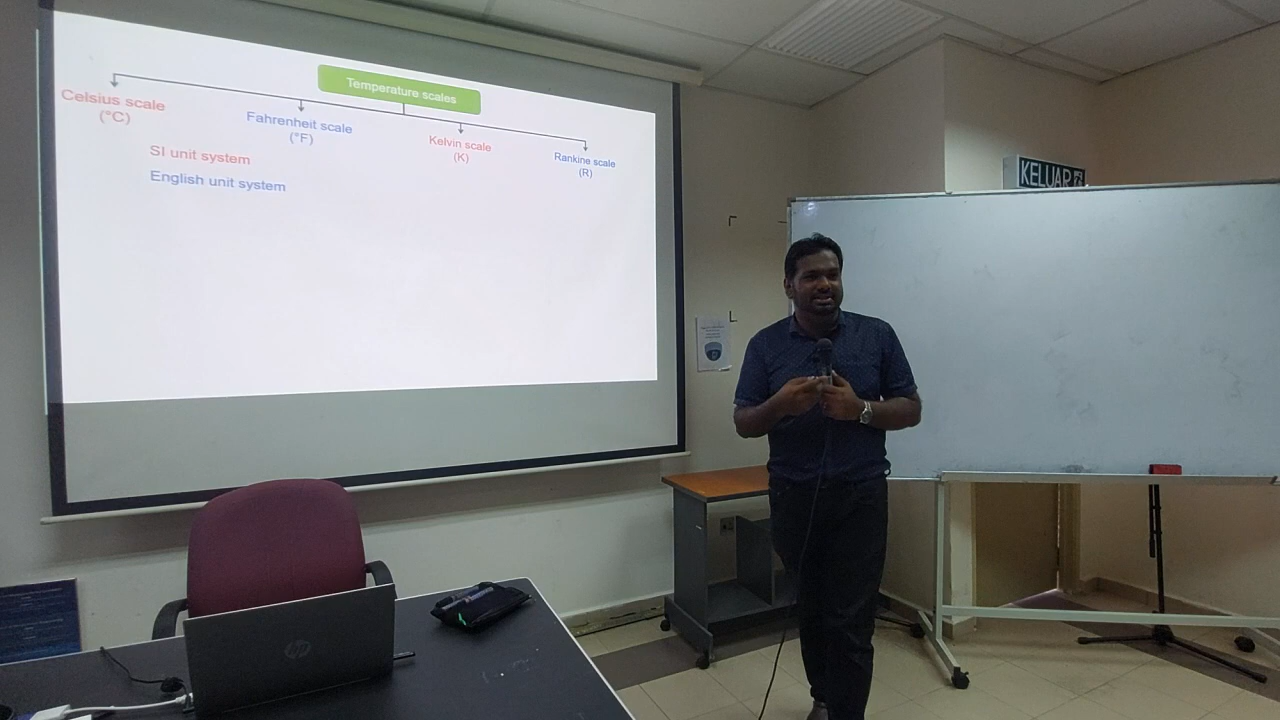 Temperature scales
Celsius scale
(°C)
Fahrenheit scale
(°F)
Kelvin scale
(K)
Rankine scale
(R)
SI unit system
English unit system
KELUAR
hp